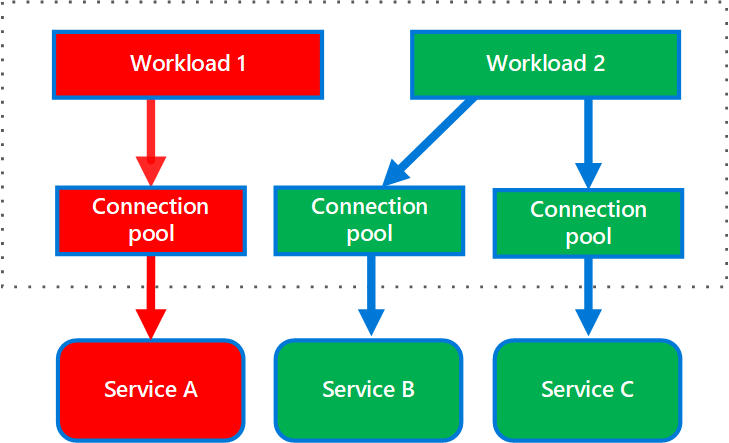 Workload 1
Workload 2
Connection
pool
Connection
pool
Connection
pool
Service A
Service B
Service C